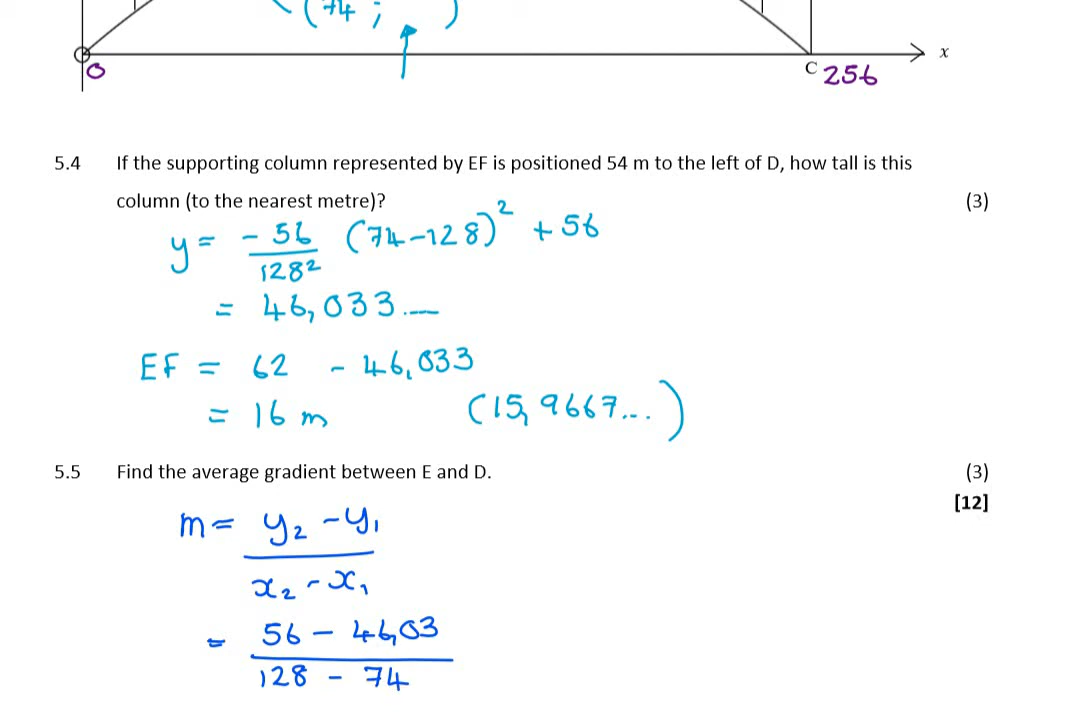 (74 ; )
x
0
C 256
5.4 If the supporting column represented by EF is positioned 54 m to the left of D, how tall is this
column (to the nearest metre)? (3)
y = -56/128² (74-128)² + 56
= 46,033...
EF = 62 - 46,033
= 16 m (15,9667...)
5.5 Find the average gradient between E and D. (3)
[12]
m = y₂ - y₁
x₂ - x₁
= 56 - 46,03
128 - 74